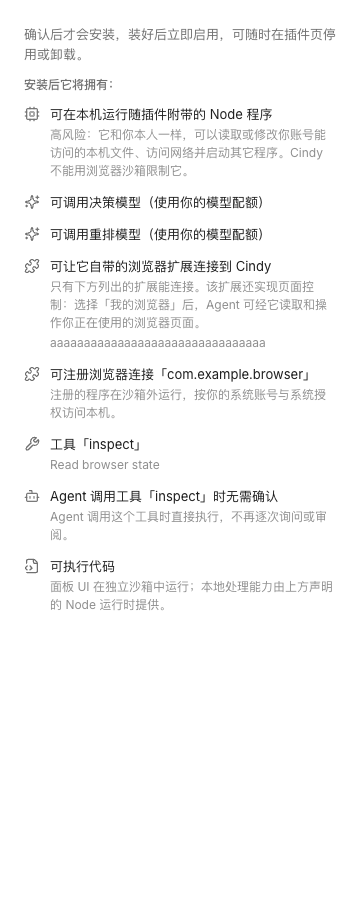 确认后才会安装，装好后立即启用，可随时在插件页停
用或卸载。
安装后它将拥有：
可在本机运行随插件附带的 Node 程序
高风险：它和你本人一样，可以读取或修改你账号能
访问的本机文件、访问网络并启动其它程序。Cindy
不能用浏览器沙箱限制它。
可调用决策模型（使用你的模型配额）
可调用重排模型（使用你的模型配额）
可让它自带的浏览器扩展连接到 Cindy
只有下方列出的扩展能连接。该扩展还实现页面控
制：选择「我的浏览器」后，Agent 可经它读取和操
作你正在使用的浏览器页面。
aaaaaaaaaaaaaaaaaaaaaaaaaaaaaaaa
可注册浏览器连接「com.example.browser」
注册的程序在沙箱外运行，按你的系统账号与系统授
权访问本机。
工具「inspect」
Read browser state
Agent 调用工具「inspect」时无需确认
Agent 调用这个工具时直接执行，不再逐次询问或审
阅。
可执行代码
面板 UI 在独立沙箱中运行；本地处理能力由上方声明
的 Node 运行时提供。